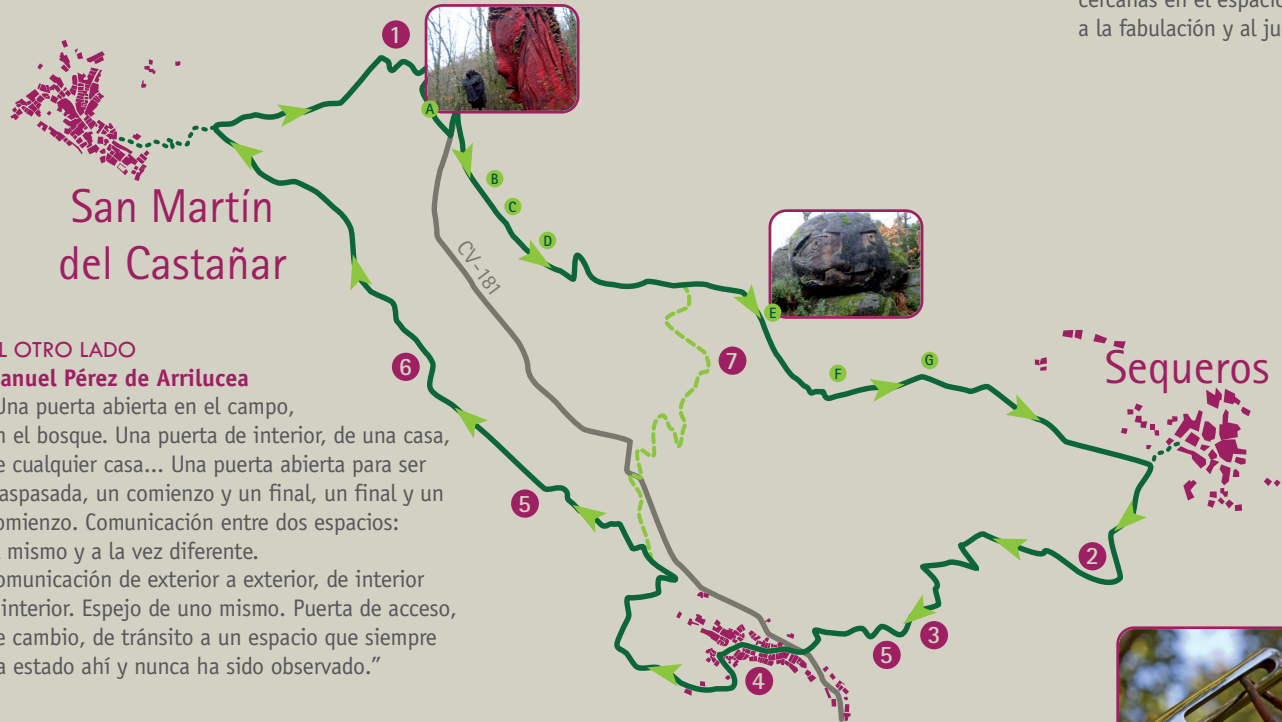 cercanas en el espacio
a la fabulación y al ju
1
A
B
C
D
CV-181
San Martín
del Castañar
E
7
F
G
Sequeros
6
L OTRO LADO
anuel Pérez de Arrilucea
Una puerta abierta en el campo,
n el bosque. Una puerta de interior, de una casa,
e cualquier casa... Una puerta abierta para ser
aspasada, un comienzo y un final, un final y un
omienzo. Comunicación entre dos espacios:
l mismo y a la vez diferente.
omunicación de exterior a exterior, de interior
interior. Espejo de uno mismo. Puerta de acceso,
e cambio, de tránsito a un espacio que siempre
a estado ahí y nunca ha sido observado.”
5
2
3
5
4